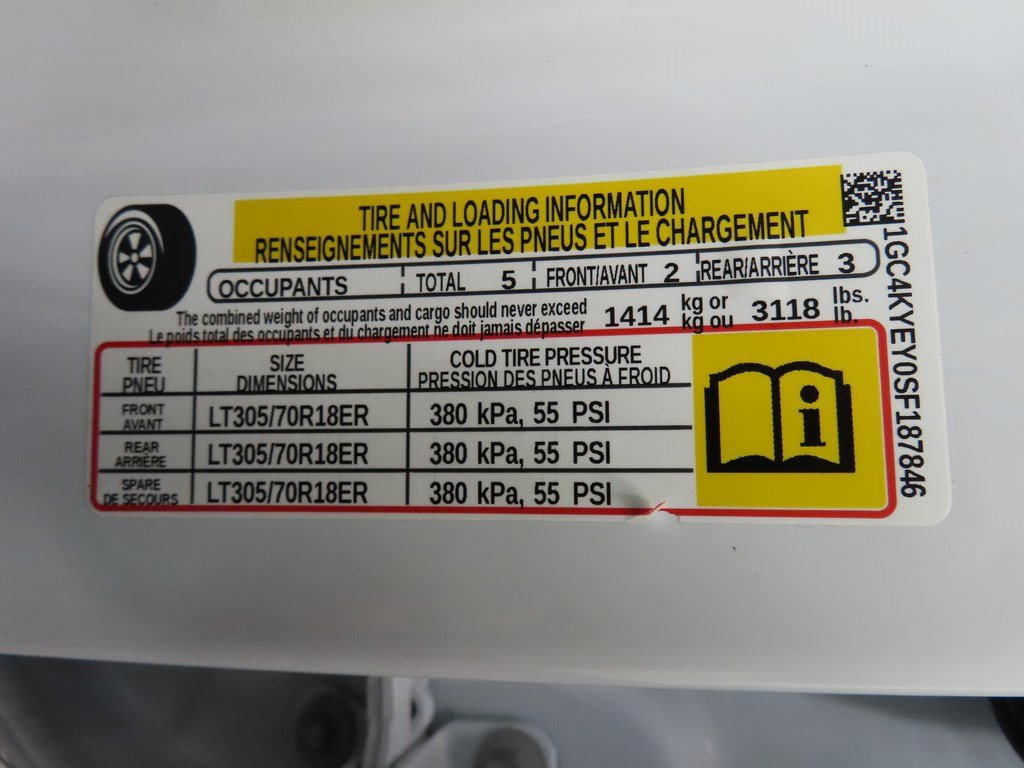 TIRE AND LOADING INFORMATION
RENSEIGNEMENTS SUR LES PNEUS ET LE CHARGEMENT
OCCUPANTS TOTAL 5 FRONT/AVANT 2 REAR/ARRIÈRE 3
The combined weight of occupants and cargo should never exceed 1414 kg or 3118 lbs.
Le poids total des occupants et du chargement ne doit jamais dépasser kg ou lb.
TIRE SIZE COLD TIRE PRESSURE
PNEU DIMENSIONS PRESSION DES PNEUS À FROID
FRONT
AVANT LT305/70R18ER 380 kPa, 55 PSI
REAR
ARRIÈRE LT305/70R18ER 380 kPa, 55 PSI
SPARE
DE SECOURS LT305/70R18ER 380 kPa, 55 PSI
i
1GC4KYEY0SF187846